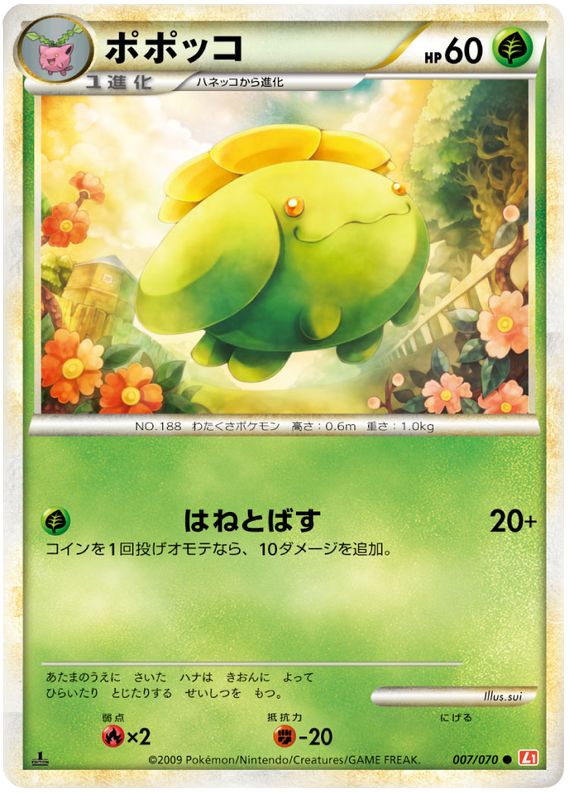 ポポッコ
HP60
1進化
ハネッコから進化
NO.188 わたくさポケモン 高さ：0.6m 重さ：1.0kg
はねとばす 20+
コインを1回投げオモテなら、10ダメージを追加。
あたまのうえに さいた ハナは きおんに よって
ひらいたり とじたりする せいしつを もつ。
Illus.sui
弱点 抵抗力 にげる
×2 -20
1 EDITION
©2009 Pokémon/Nintendo/Creatures/GAME FREAK.
007/070 ● L1